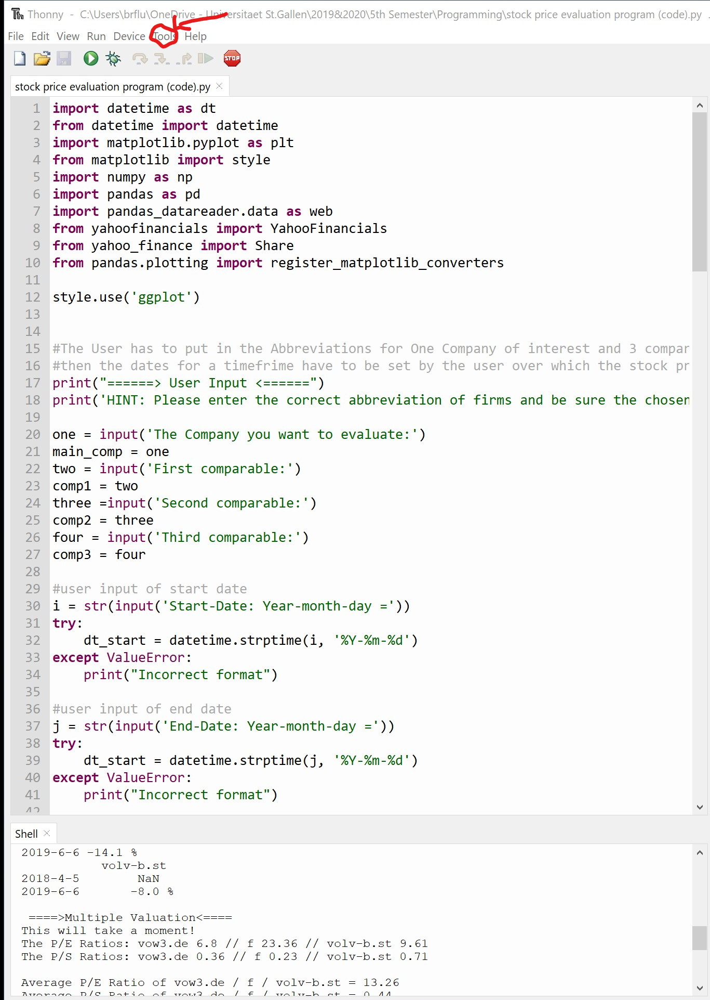 Thonny - C:\Users\brflu\OneDrive - Universitaet St.Gallen\2019&2020\5th Semester\Programming\stock price evaluation program (code).py
File Edit View Run Device Tools Help
STOP
stock price evaluation program (code).py
1 import datetime as dt
2 from datetime import datetime
3 import matplotlib.pyplot as plt
4 from matplotlib import style
5 import numpy as np
6 import pandas as pd
7 import pandas_datareader.data as web
8 from yahoofinancials import YahooFinancials
9 from yahoo_finance import Share
10 from pandas.plotting import register_matplotlib_converters
11
12 style.use('ggplot')
13
14
15 #The User has to put in the Abbreviations for One Company of interest and 3 compar
16 #then the dates for a timefrime have to be set by the user over which the stock pr
17 print("======> User Input <======")
18 print('HINT: Please enter the correct abbreviation of firms and be sure the chosen
19
20 one = input('The Company you want to evaluate:')
21 main_comp = one
22 two = input('First comparable:')
23 comp1 = two
24 three =input('Second comparable:')
25 comp2 = three
26 four = input('Third comparable:')
27 comp3 = four
28
29 #user input of start date
30 i = str(input('Start-Date: Year-month-day ='))
31 try:
32     dt_start = datetime.strptime(i, '%Y-%m-%d')
33 except ValueError:
34     print("Incorrect format")
35
36 #user input of end date
37 j = str(input('End-Date: Year-month-day ='))
38 try:
39     dt_start = datetime.strptime(j, '%Y-%m-%d')
40 except ValueError:
41     print("Incorrect format")
42
Shell
2019-6-6 -14.1 %
volv-b.st
2018-4-5 NaN
2019-6-6 -8.0 %
====>Multiple Valuation<====
This will take a moment!
The P/E Ratios: vow3.de 6.8 // f 23.36 // volv-b.st 9.61
The P/S Ratios: vow3.de 0.36 // f 0.23 // volv-b.st 0.71
Average P/E Ratio of vow3.de / f / volv-b.st = 13.26
Average P/S Ratio of vow3.de / f / volv-b.st = 0.44